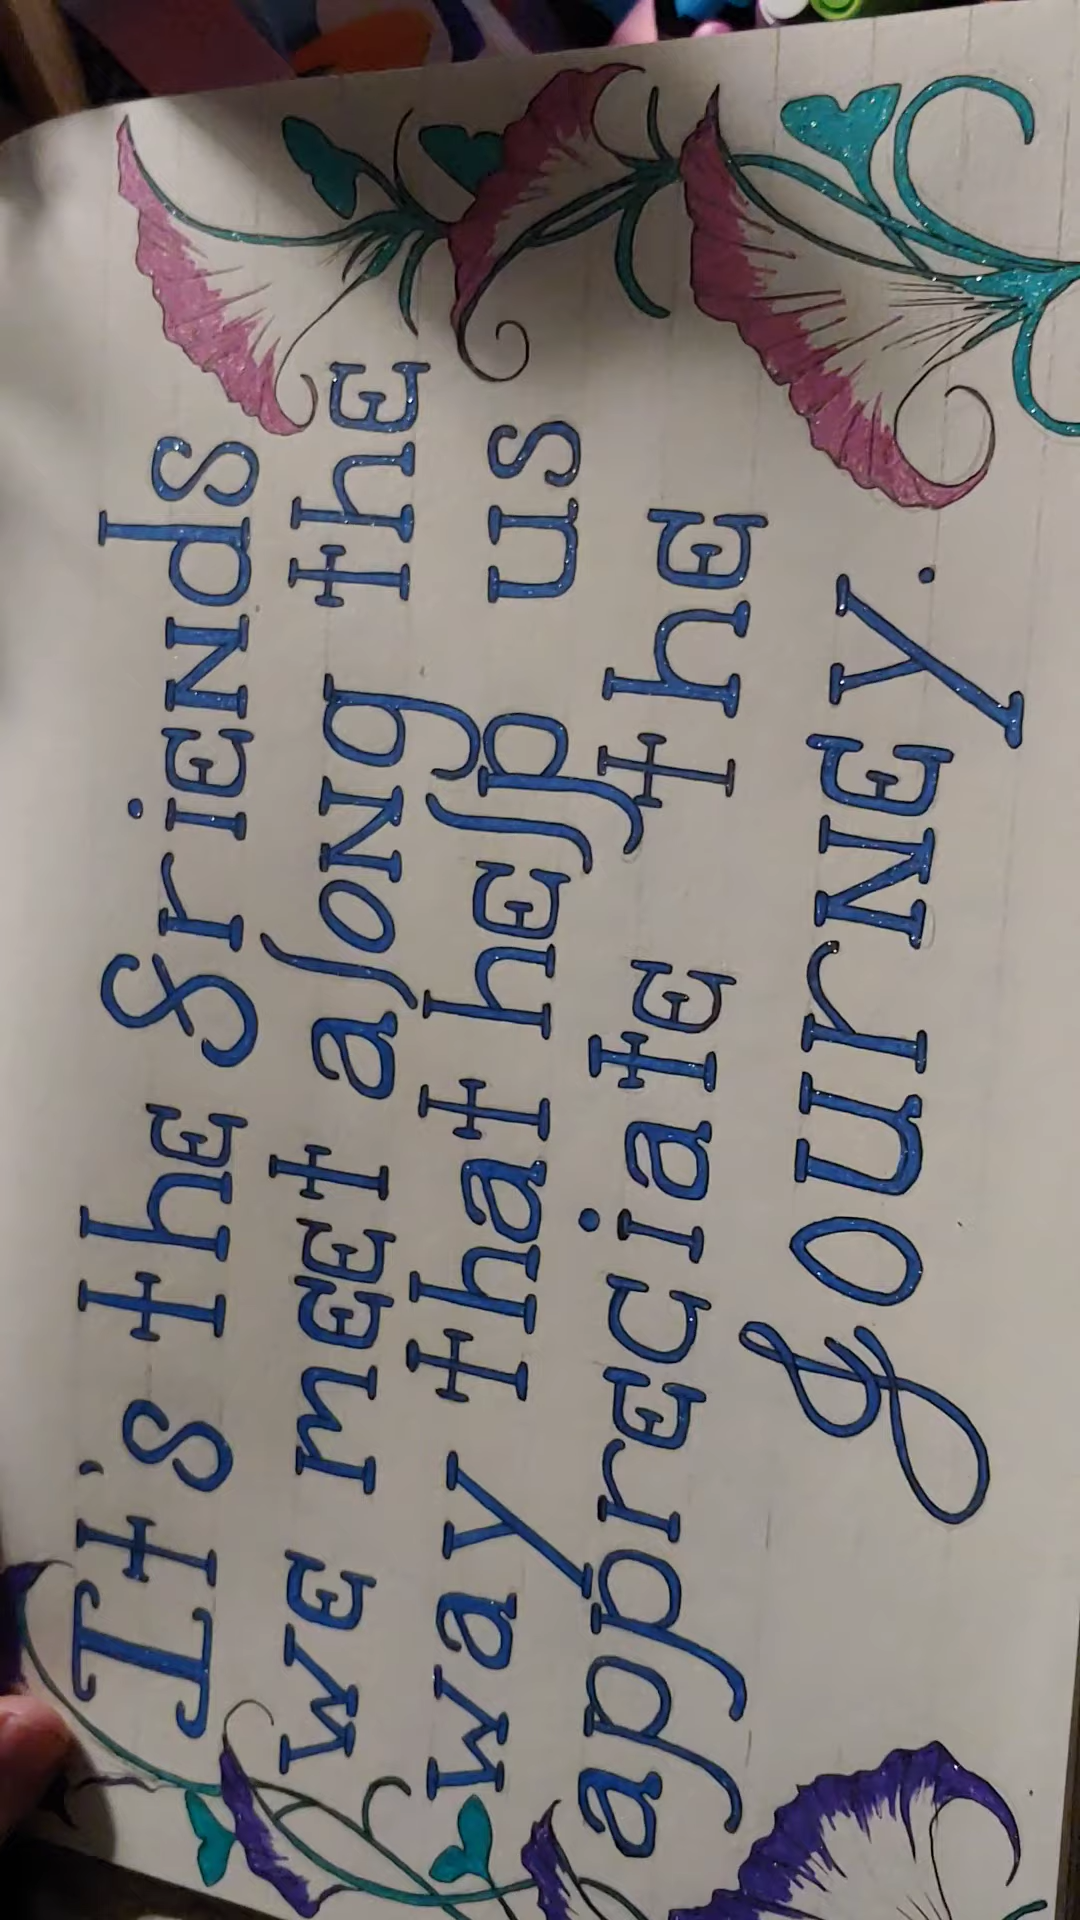 It's the friends
we meet along the
way that help us
appreciate the
journey.